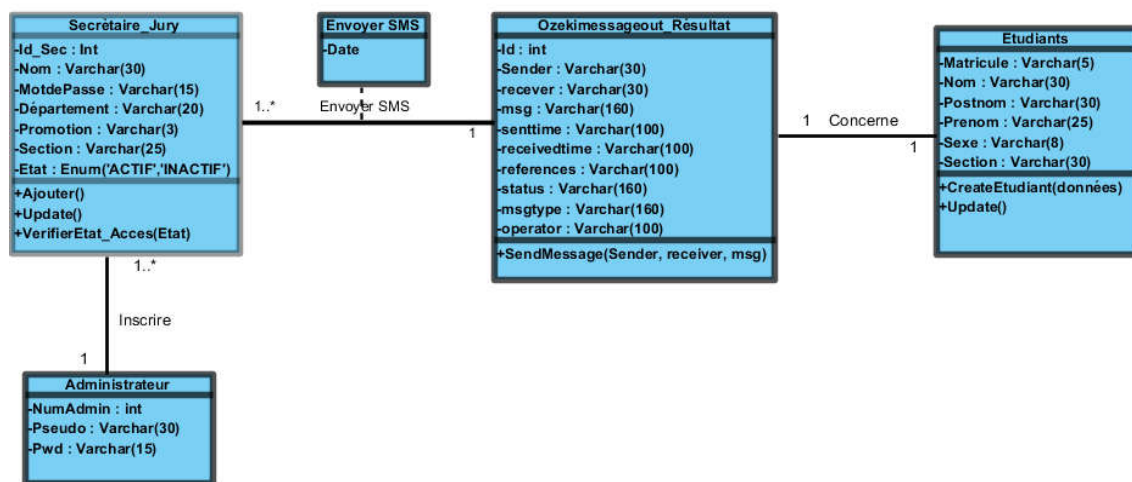 Secrètaire_Jury
-Id_Sec : Int
-Nom : Varchar(30)
-MotdePasse : Varchar(15)
-Département : Varchar(20)
-Promotion : Varchar(3)
-Section : Varchar(25)
-Etat : Enum('ACTIF','INACTIF')
+Ajouter()
+Update()
+VerifierEtat_Acces(Etat)
Envoyer SMS
-Date
1..*
Envoyer SMS
1
Ozekimessageout_Résultat
-Id : int
-Sender : Varchar(30)
-recever : Varchar(30)
-msg : Varchar(160)
-senttime : Varchar(100)
-receivedtime : Varchar(100)
-references : Varchar(100)
-status : Varchar(160)
-msgtype : Varchar(160)
-operator : Varchar(100)
+SendMessage(Sender, receiver, msg)
1
Concerne
1
Etudiants
-Matricule : Varchar(5)
-Nom : Varchar(30)
-Postnom : Varchar(30)
-Prenom : Varchar(25)
-Sexe : Varchar(8)
-Section : Varchar(30)
+CreateEtudiant(données)
+Update()
1..*
Inscrire
1
Administrateur
-NumAdmin : int
-Pseudo : Varchar(30)
-Pwd : Varchar(15)